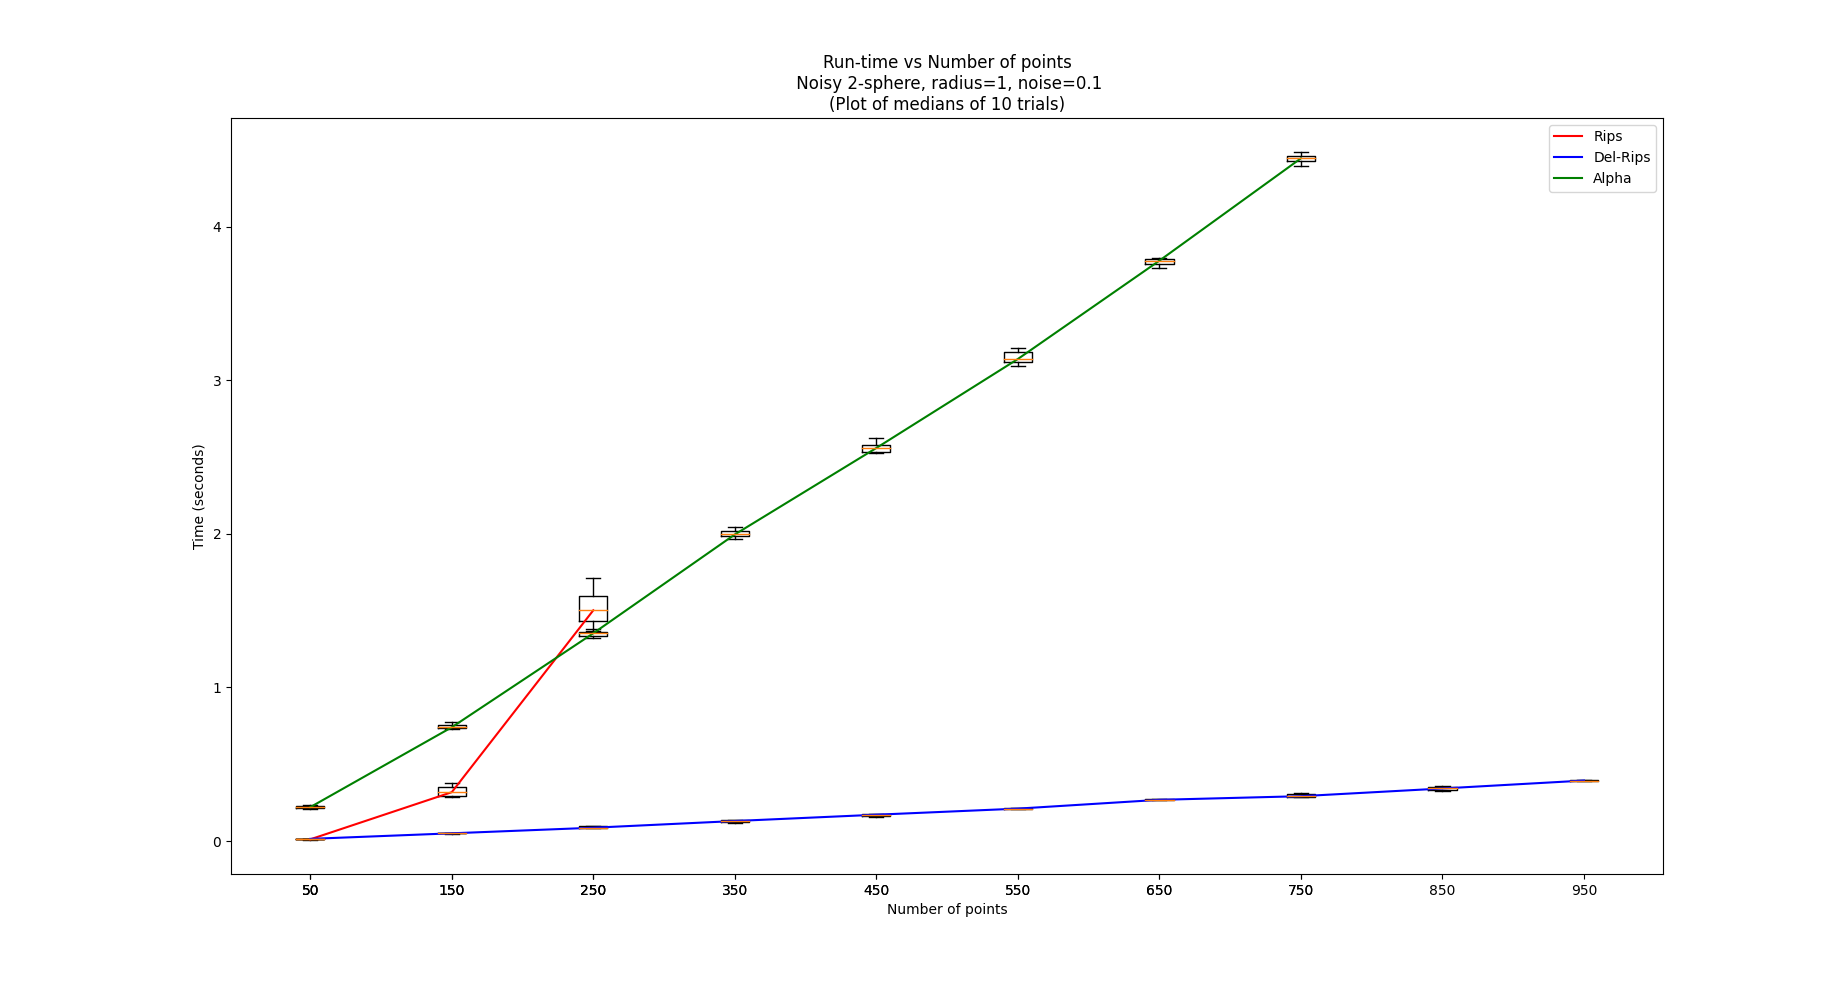 Run-time vs Number of points
Noisy 2-sphere, radius=1, noise=0.1
(Plot of medians of 10 trials)
Rips
Del-Rips
Alpha
Time (seconds)
4
3
2
1
0
50 150 250 350 450 550 650 750 850 950
Number of points